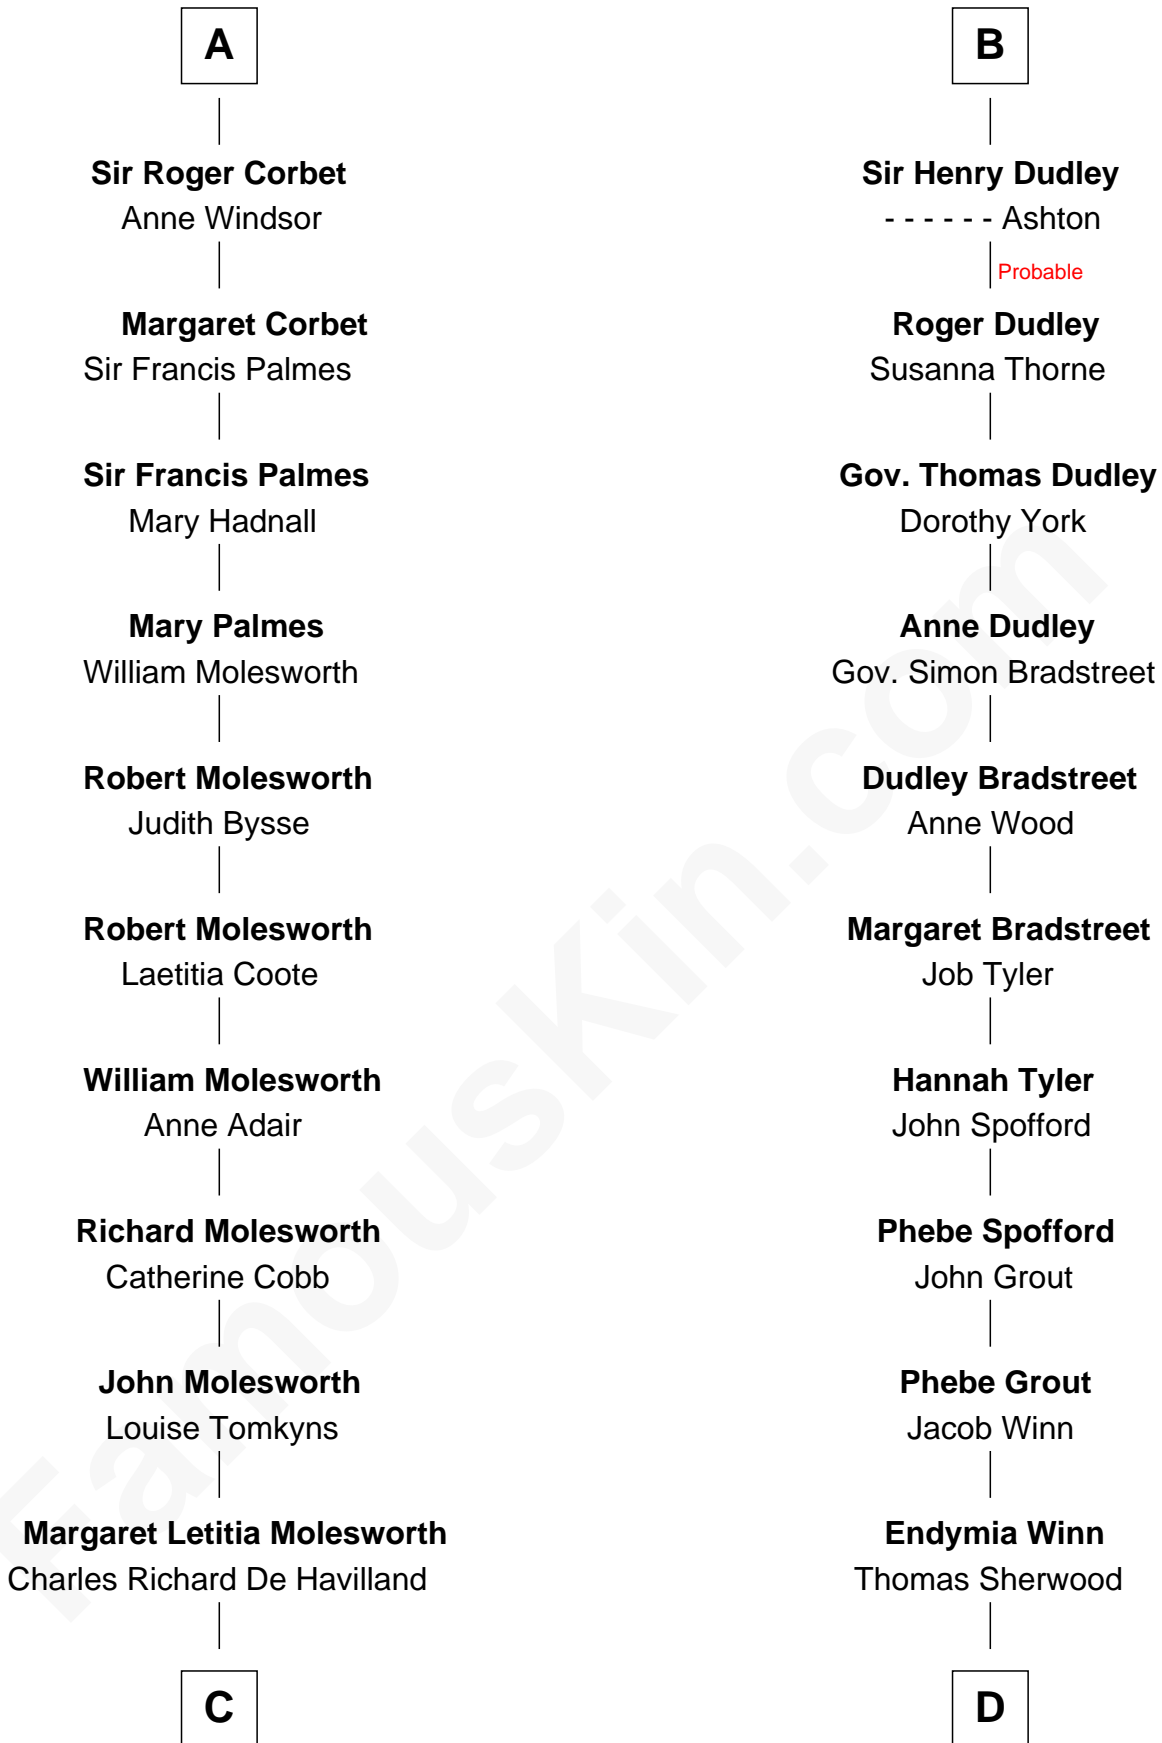 A
Sir Roger Corbet
Anne Windsor
Margaret Corbet
Sir Francis Palmes
Sir Francis Palmes
Mary Hadnall
Mary Palmes
William Molesworth
Robert Molesworth
Judith Bysse
Robert Molesworth
Laetitia Coote
William Molesworth
Anne Adair
Richard Molesworth
Catherine Cobb
John Molesworth
Louise Tomkyns
Margaret Letitia Molesworth
Charles Richard De Havilland
C
B
Sir Henry Dudley
- - - - - - Ashton
Probable
Roger Dudley
Susanna Thorne
Gov. Thomas Dudley
Dorothy York
Anne Dudley
Gov. Simon Bradstreet
Dudley Bradstreet
Anne Wood
Margaret Bradstreet
Job Tyler
Hannah Tyler
John Spofford
Phebe Spofford
John Grout
Phebe Grout
Jacob Winn
Endymia Winn
Thomas Sherwood
D
FamousKin.com